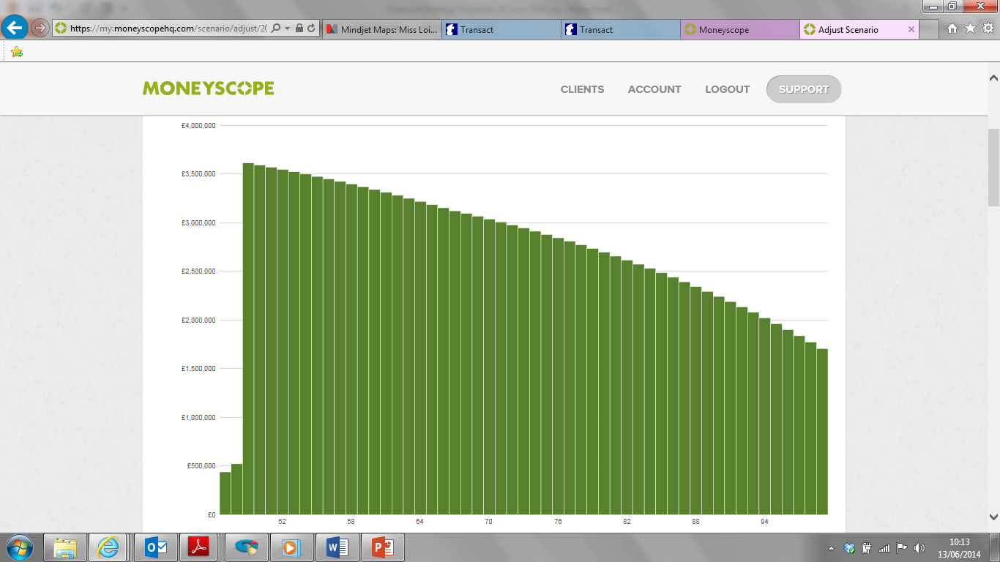 https://my.moneyscopehq.com/scenario/adjust/20
Mindjet Maps: Miss Loi...
Transact
Transact
Moneyscope
Adjust Scenario
MONEYSCOPE
CLIENTS
ACCOUNT
LOGOUT
SUPPORT
£4,000,000
£3,500,000
£3,000,000
£2,500,000
£2,000,000
£1,500,000
£1,000,000
£500,000
£0
52 58 64 70 76 82 88 94
10:13
13/06/2014